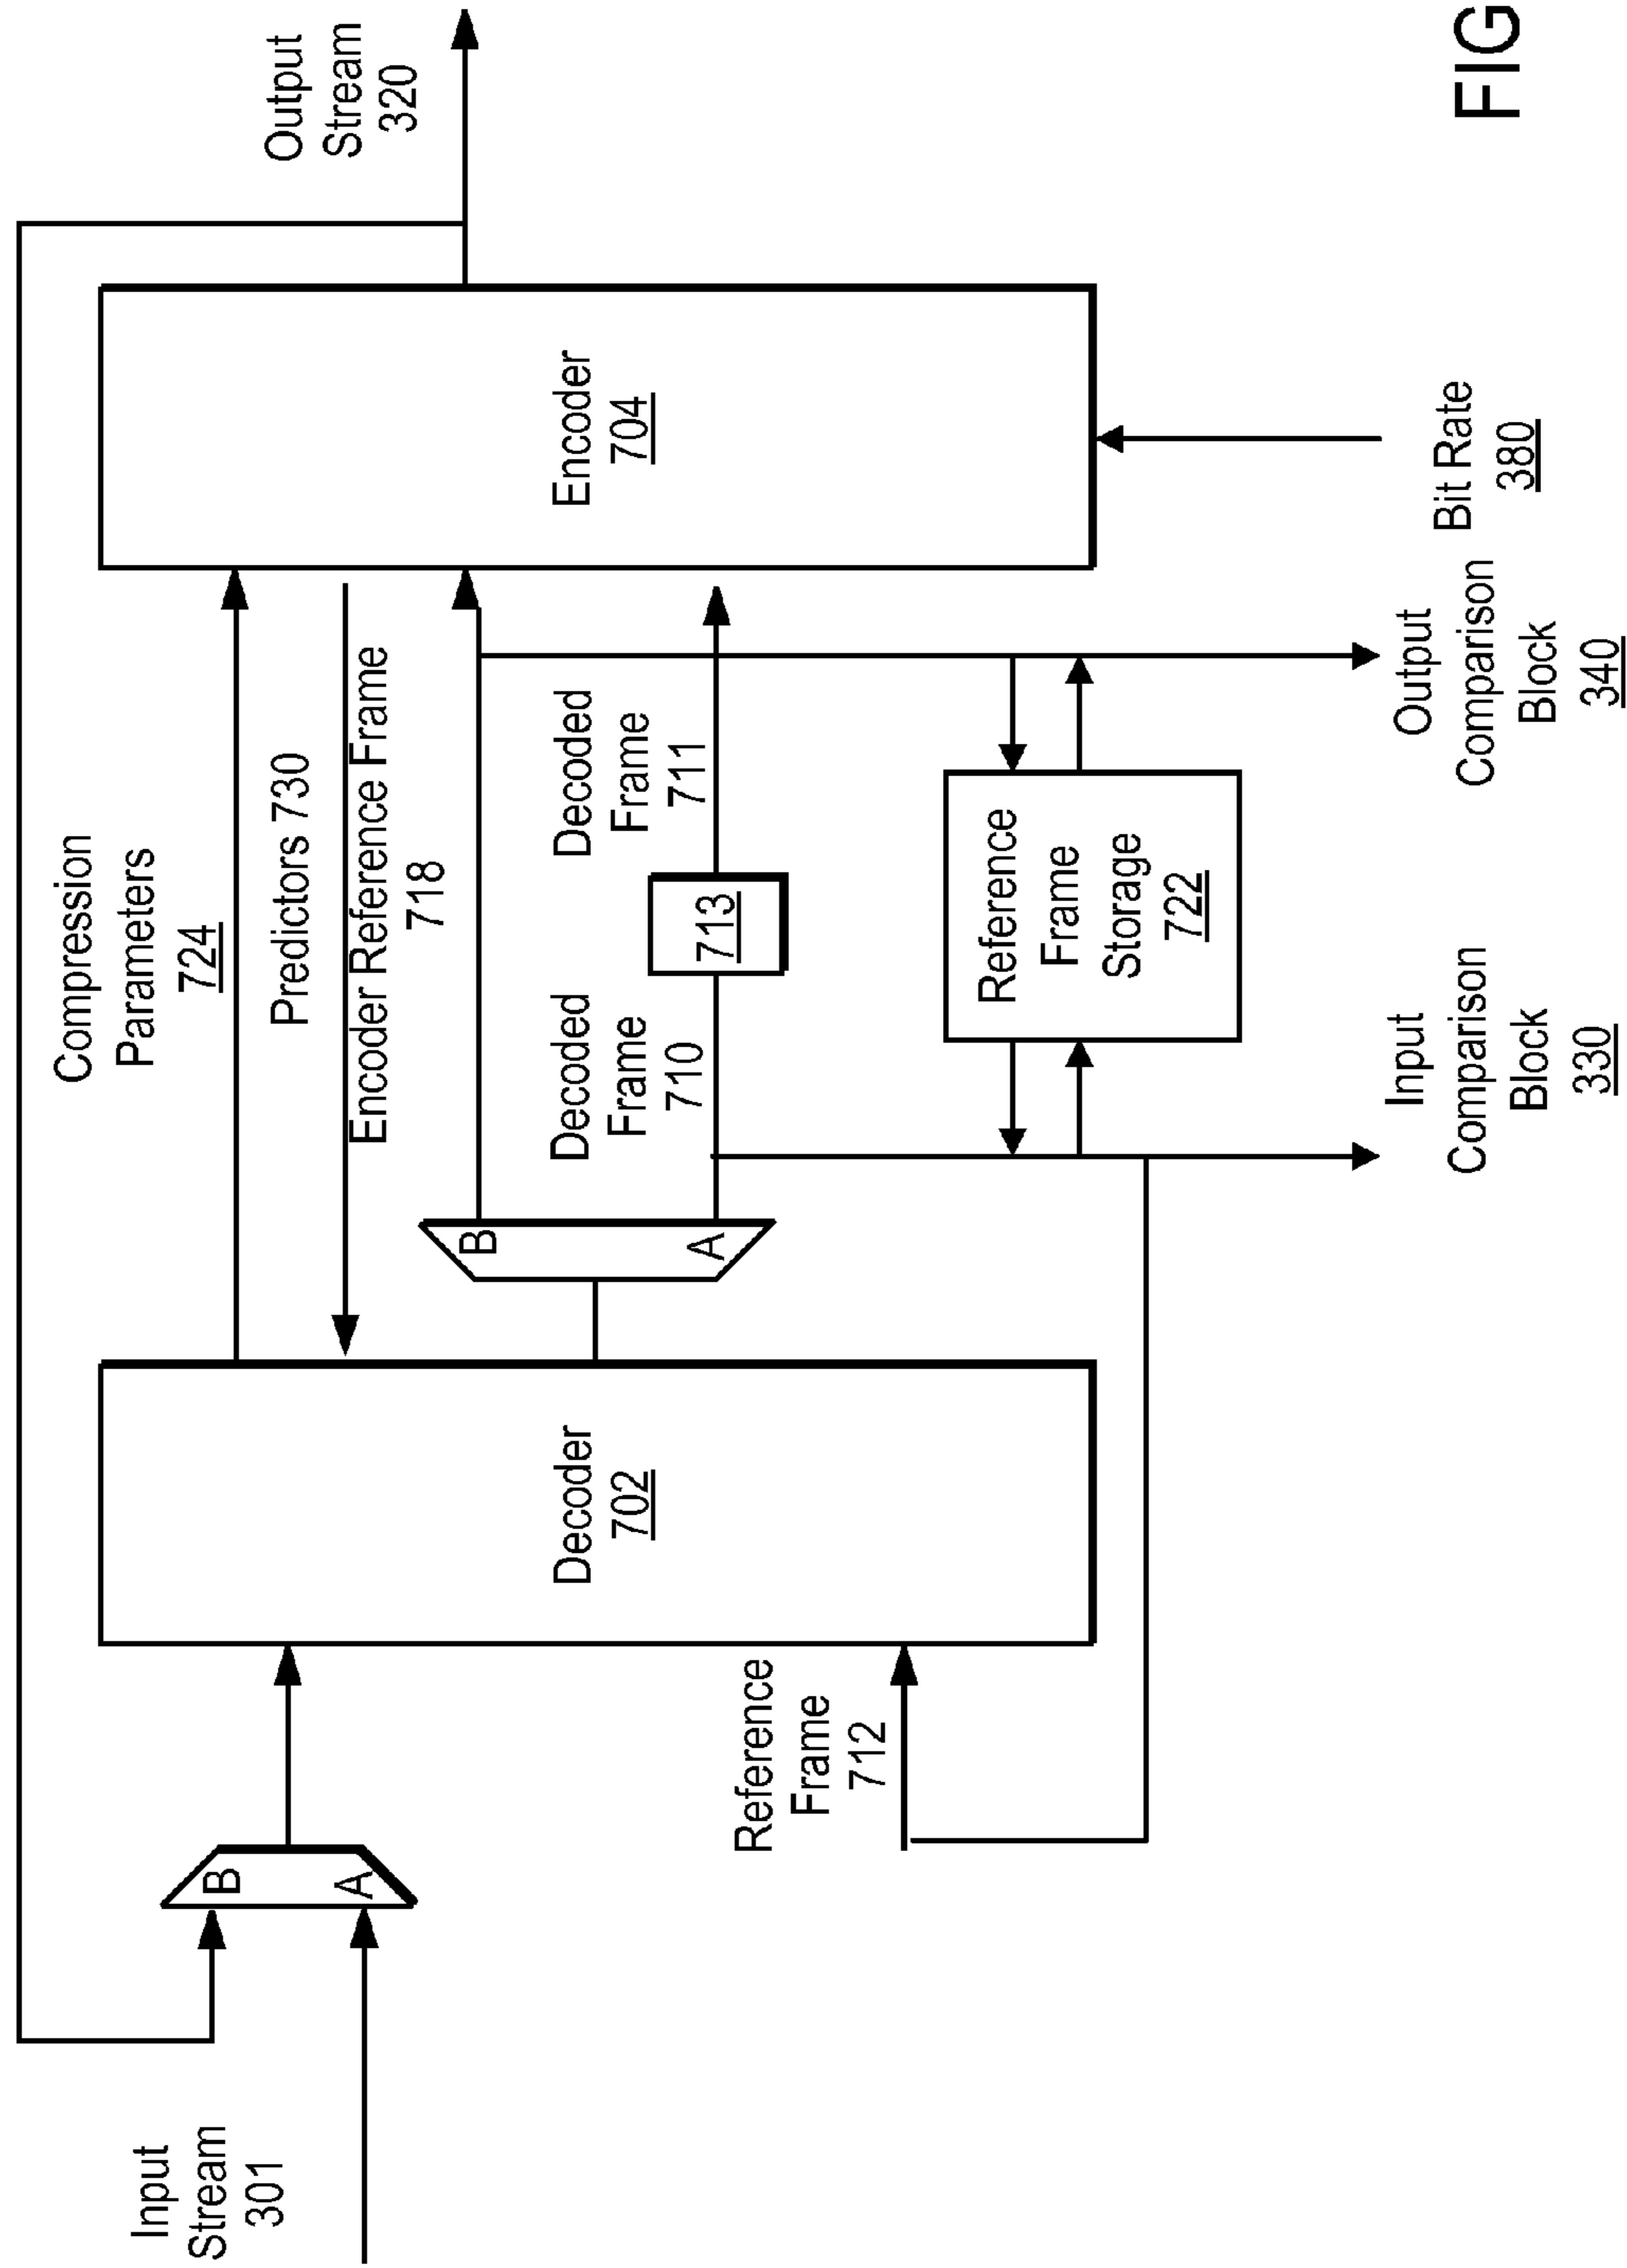 Input
Stream
301
B
A
Reference
Frame
712
Decoder
702
Compression
Parameters
724
Predictors 730
Encoder Reference Frame
718
B
A
Decoded
Frame
710
713
Decoded
Frame
711
Reference
Frame
Storage
722
Encoder
704
Output
Stream
320
Input
Comparison
Block
330
Output
Comparison
Block
340
Bit Rate
380
FIG